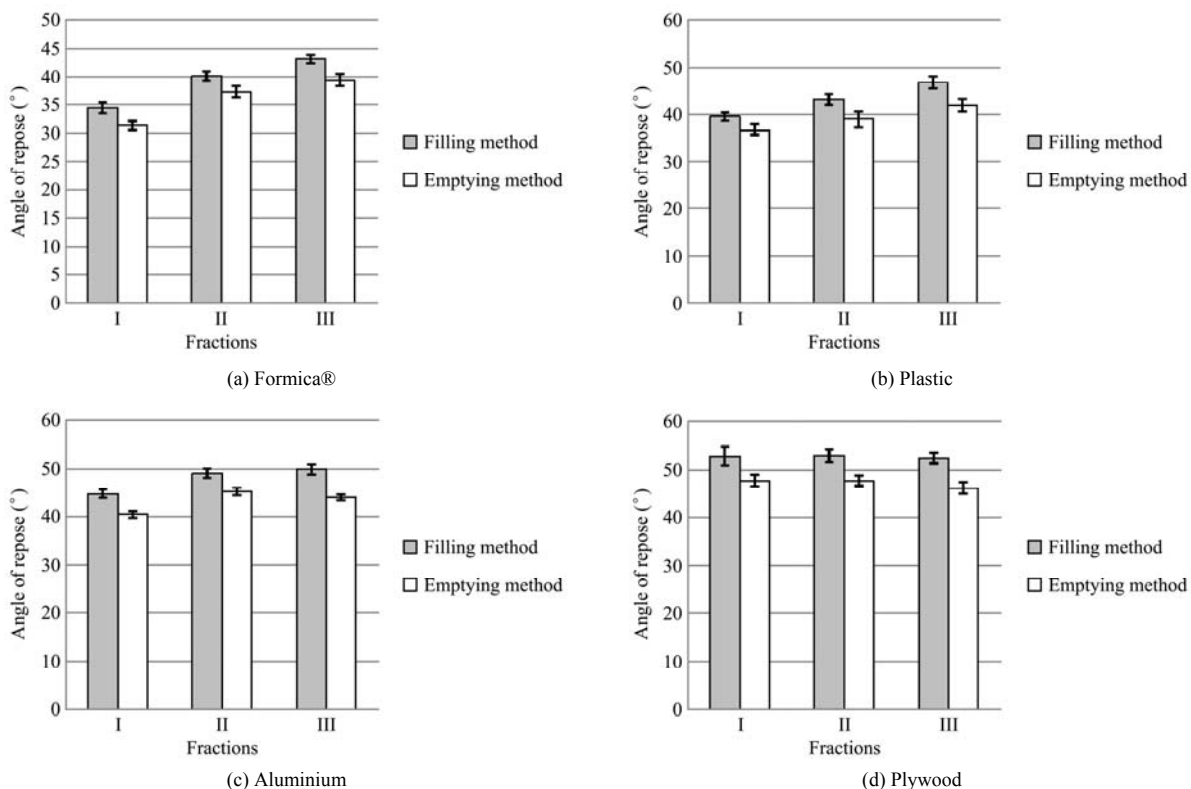 50
45
40
35
30
25
20
15
10
5
0
Angle of repose (°)
I II III
Fractions
Filling method
Emptying method
(a) Formica®
60
50
40
30
20
10
0
Angle of repose (°)
I II III
Fractions
Filling method
Emptying method
(b) Plastic
60
50
40
30
20
10
0
Angle of repose (°)
I II III
Fractions
Filling method
Emptying method
(c) Aluminium
60
50
40
30
20
10
0
Angle of repose (°)
I II III
Fractions
Filling method
Emptying method
(d) Plywood